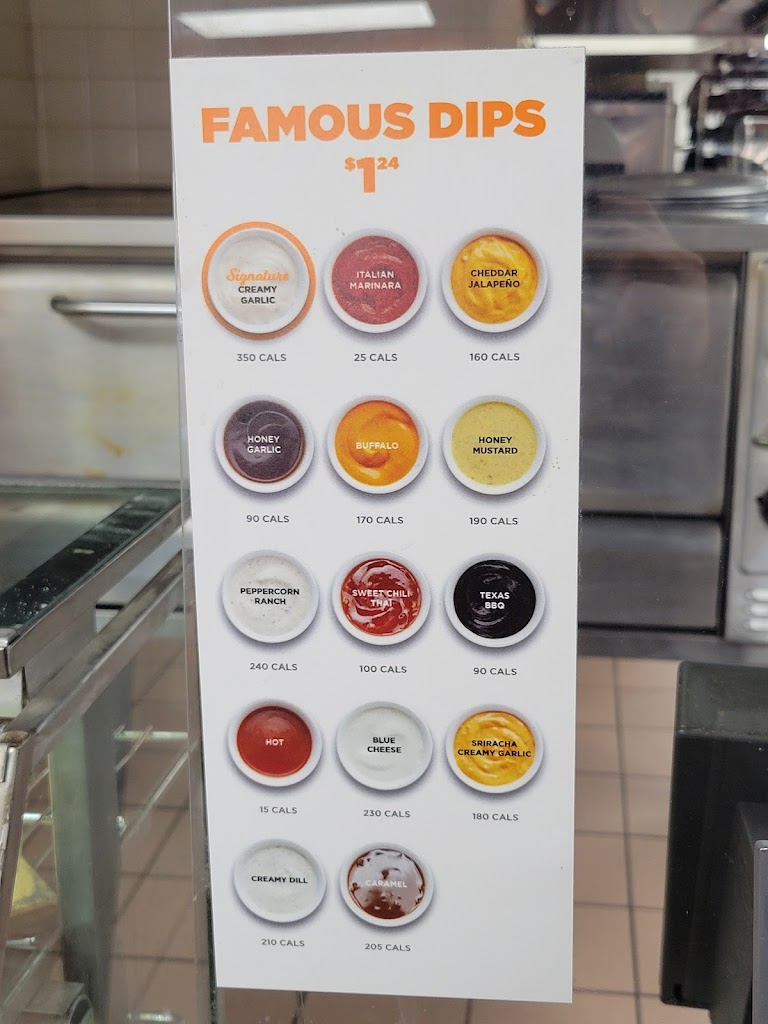 FAMOUS DIPS
$1 24
Signature
CREAMY
GARLIC
350 CALS
ITALIAN
MARINARA
25 CALS
CHEDDAR
JALAPEÑO
160 CALS
HONEY
GARLIC
90 CALS
BUFFALO
170 CALS
HONEY
MUSTARD
190 CALS
PEPPERCORN
RANCH
240 CALS
SWEET CHILI
THAI
100 CALS
TEXAS
BBQ
90 CALS
HOT
15 CALS
BLUE
CHEESE
230 CALS
SRIRACHA
CREAMY GARLIC
180 CALS
CREAMY DILL
210 CALS
CARAMEL
205 CALS